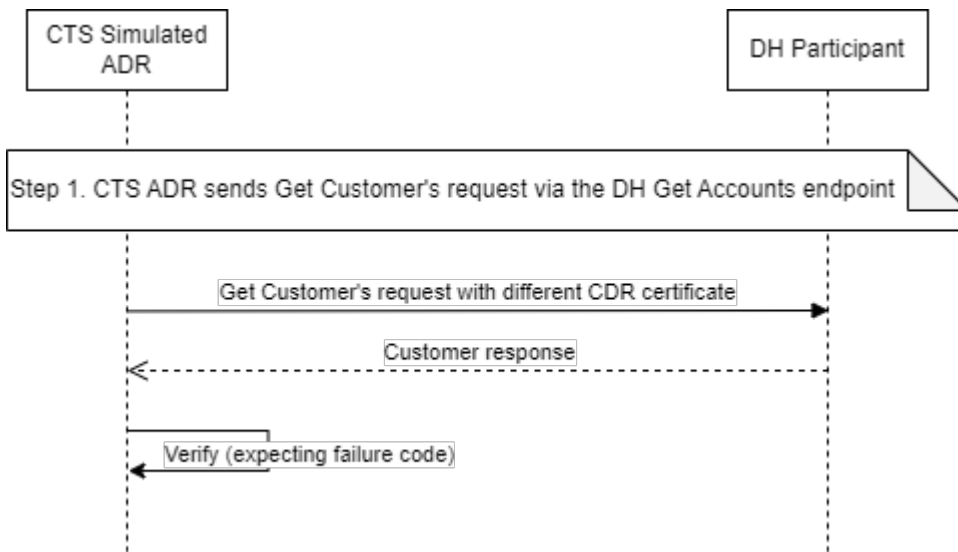 CTS Simulated
ADR
DH Participant
Step 1. CTS ADR sends Get Customer's request via the DH Get Accounts endpoint
Get Customer's request with different CDR certificate
Customer response
Verify (expecting failure code)